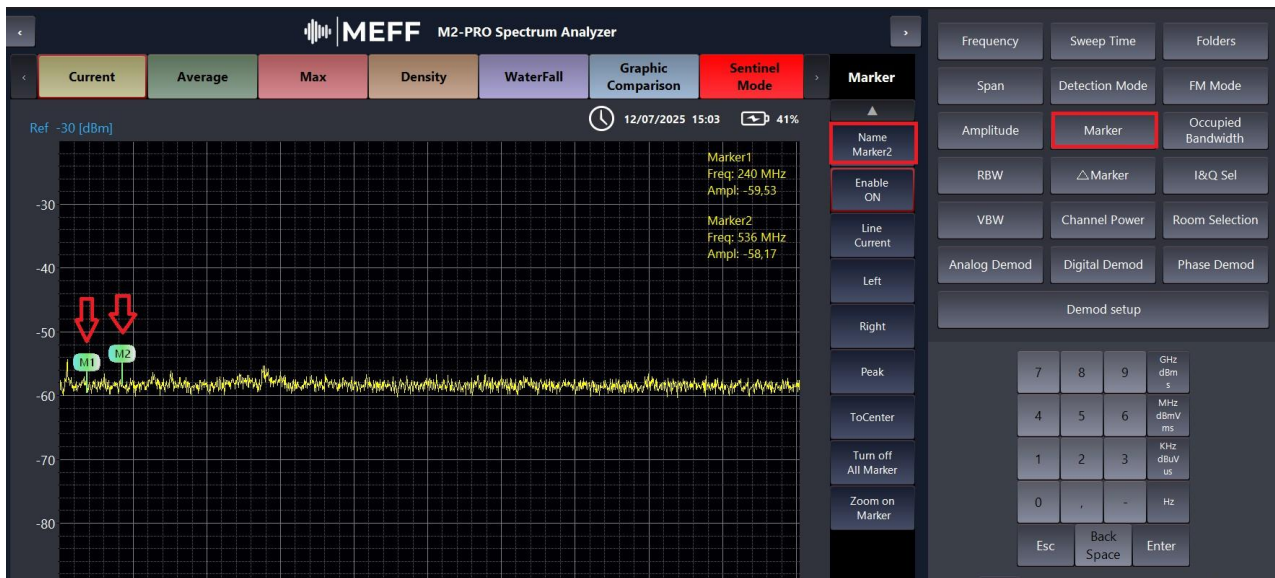 MEFF M2-PRO Spectrum Analyzer
Current
Average
Max
Density
WaterFall
Graphic
Comparison
Sentinel
Mode
Marker
Ref -30 [dBm]
12/07/2025 15:03
41%
Marker1
Freq: 240 MHz
Ampl: -59,53
Marker2
Freq: 536 MHz
Ampl: -58,17
-30
-40
-50
-60
-70
-80
M1
M2
Name
Marker2
Enable
ON
Line
Current
Left
Right
Peak
ToCenter
Turn off
All Marker
Zoom on
Marker
Frequency
Sweep Time
Folders
Span
Detection Mode
FM Mode
Amplitude
Marker
Occupied
Bandwidth
RBW
△Marker
I&Q Sel
VBW
Channel Power
Room Selection
Analog Demod
Digital Demod
Phase Demod
Demod setup
7
8
9
GHz
dBm
s
4
5
6
MHz
dBmV
ms
1
2
3
KHz
dBuV
us
0
,
-
Hz
Esc
Back
Space
Enter